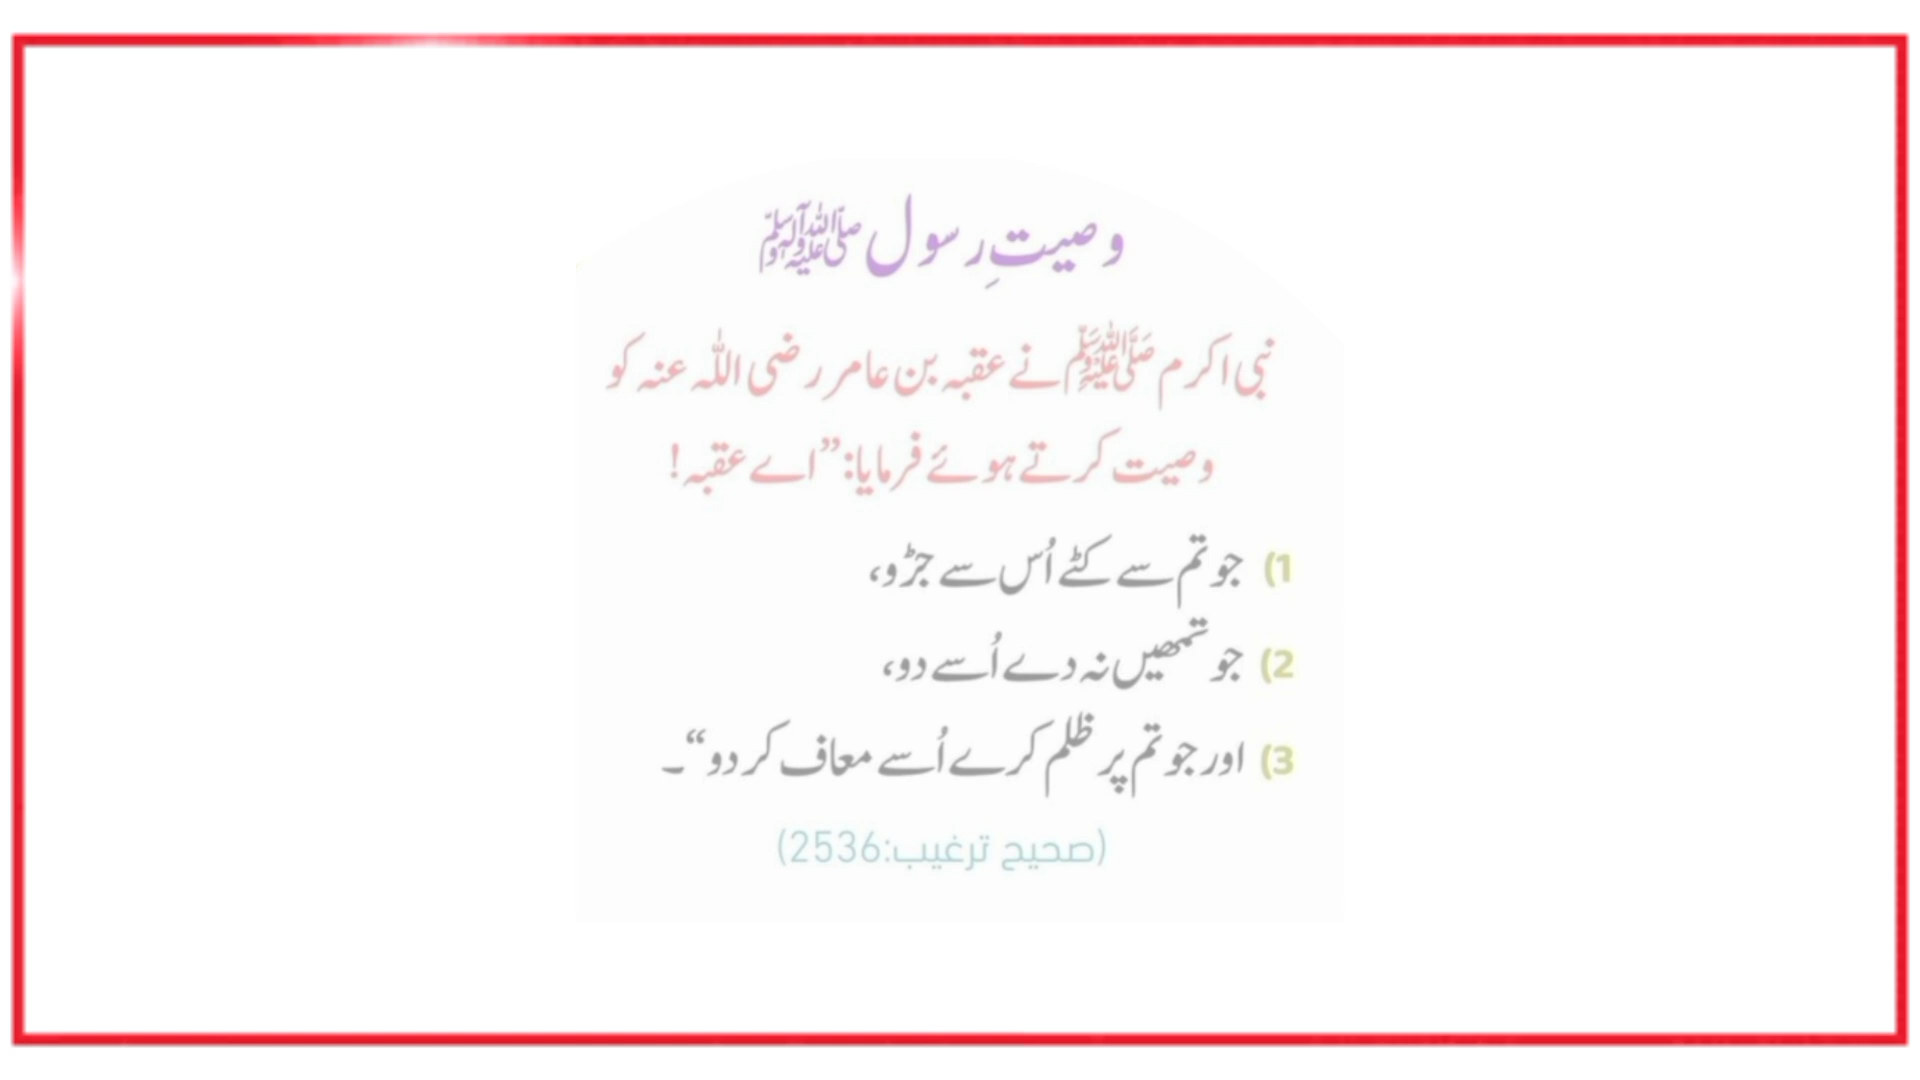 وصیتِ رسول ﷺ
نبی اکرم ﷺ نے عقبہ بن عامر رضی اللہ عنہ کو
وصیت کرتے ہوئے فرمایا:”اے عقبہ!
1) جو تم سے کٹے اُس سے جڑو،
2) جو تمھیں نہ دے اُسے دو،
3) اور جو تم پر ظلم کرے اُسے معاف کر دو“۔
(صحیح ترغیب:2536)